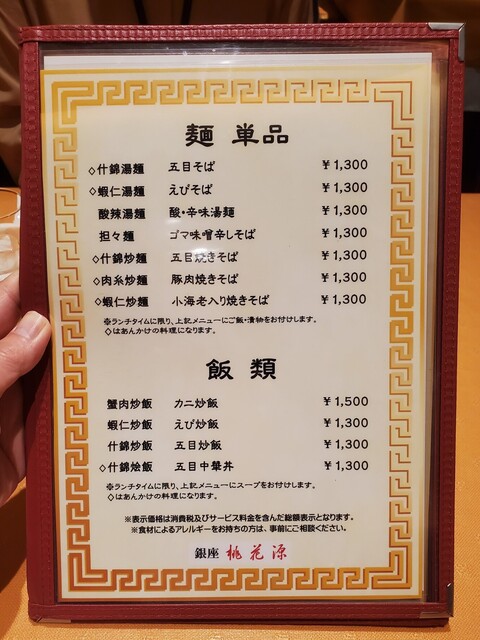 麺 単品
◇什錦湯麺 五目そば ￥1,300
◇蝦仁湯麺 えびそば ￥1,300
酸辣湯麺 酸・辛味湯麺 ￥1,300
担々麺 ゴマ味噌辛しそば ￥1,300
◇什錦炒麺 五目焼きそば ￥1,300
◇肉糸炒麺 豚肉焼きそば ￥1,300
◇蝦仁炒麺 小海老入り焼きそば ￥1,300
※ランチタイムに限り、上記メニューにご飯・漬物をお付けします。
◇はあんかけの料理になります。
飯類
蟹肉炒飯 カニ炒飯 ￥1,500
蝦仁炒飯 えび炒飯 ￥1,300
什錦炒飯 五目炒飯 ￥1,300
◇什錦烩飯 五目中華丼 ￥1,300
※ランチタイムに限り、上記メニューにスープをお付けします。
◇はあんかけの料理になります。
※表示価格は消費税及びサービス料金を含んだ総額表示となります。
※食材によるアレルギーをお持ちの方は、事前にご相談ください。
銀座 桃花源